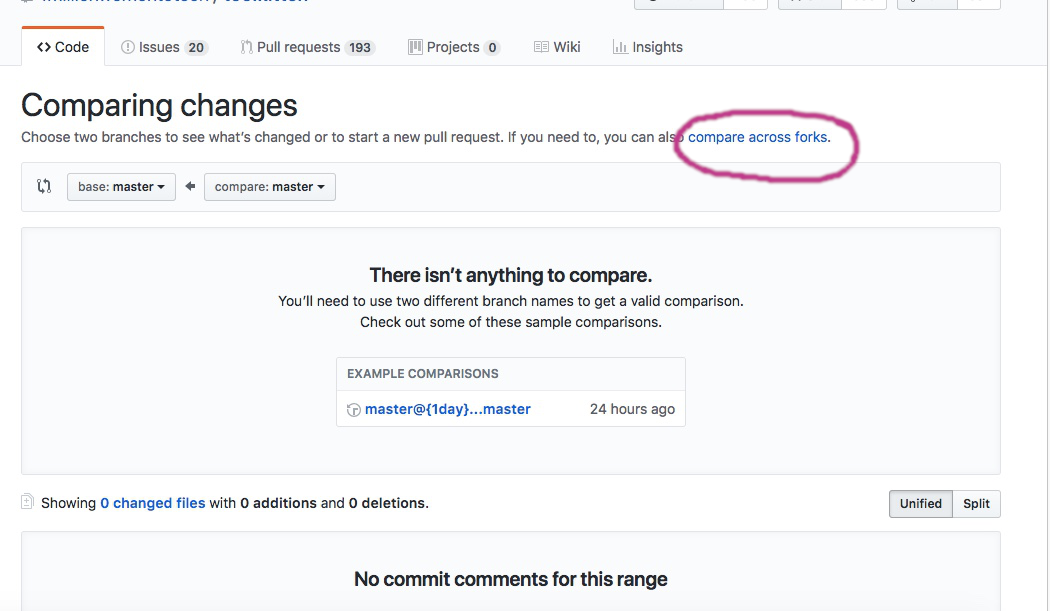 Code Issues 20 Pull requests 193 Projects 0 Wiki Insights
Comparing changes
Choose two branches to see what's changed or to start a new pull request. If you need to, you can also compare across forks.
base: master compare: master
There isn't anything to compare.
You'll need to use two different branch names to get a valid comparison.
Check out some of these sample comparisons.
EXAMPLE COMPARISONS
master@{1day}...master 24 hours ago
Showing 0 changed files with 0 additions and 0 deletions.
Unified Split
No commit comments for this range